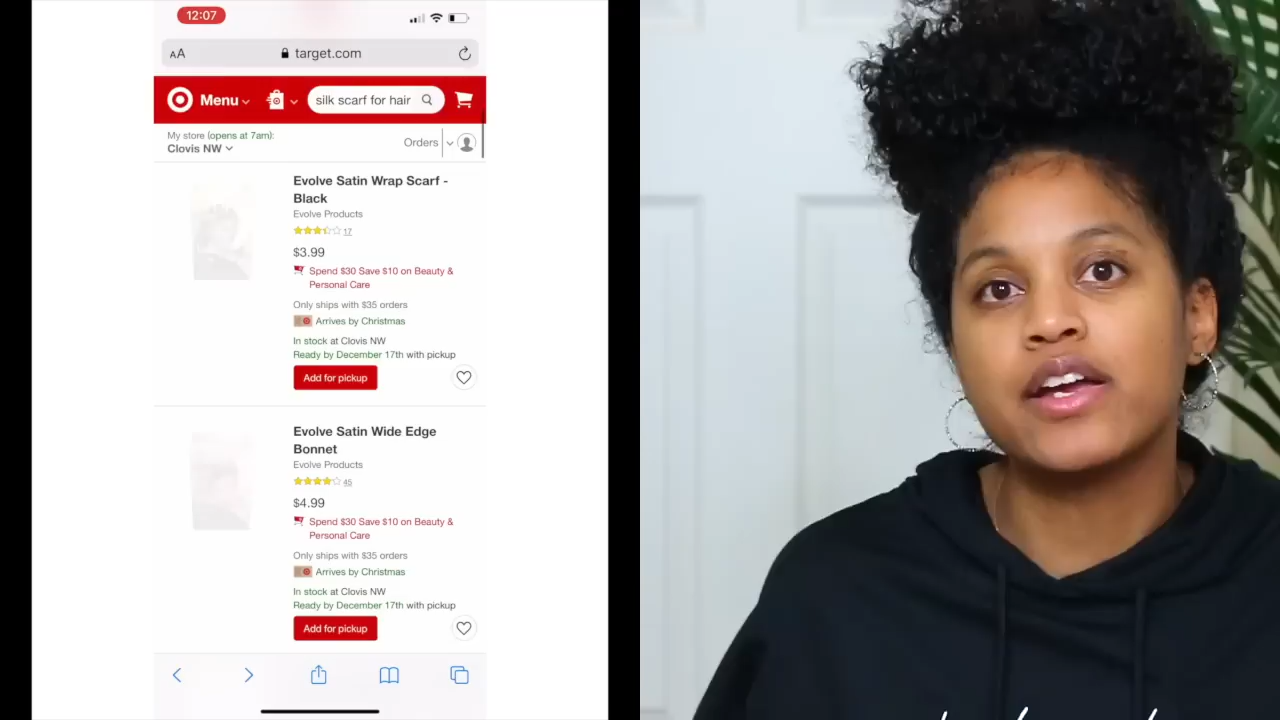 12:07
AA
target.com
Menu
silk scarf for hair
My store (opens at 7am):
Clovis NW
Orders
Evolve Satin Wrap Scarf -
Black
Evolve Products
17
$3.99
Spend $30 Save $10 on Beauty &
Personal Care
Only ships with $35 orders
Arrives by Christmas
In stock at Clovis NW
Ready by December 17th with pickup
Add for pickup
Evolve Satin Wide Edge
Bonnet
Evolve Products
45
$4.99
Spend $30 Save $10 on Beauty &
Personal Care
Only ships with $35 orders
Arrives by Christmas
In stock at Clovis NW
Ready by December 17th with pickup
Add for pickup